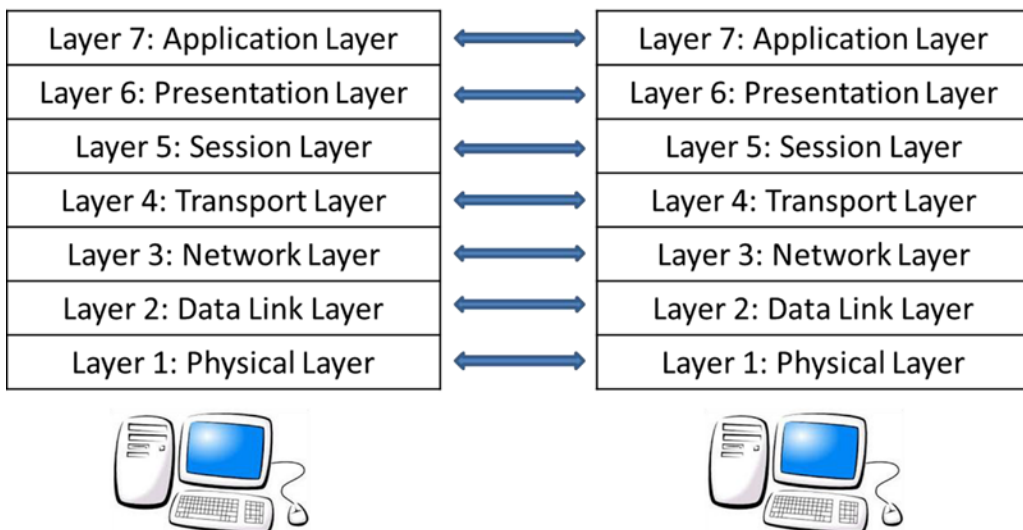 Layer 7: Application Layer
Layer 6: Presentation Layer
Layer 5: Session Layer
Layer 4: Transport Layer
Layer 3: Network Layer
Layer 2: Data Link Layer
Layer 1: Physical Layer
Layer 7: Application Layer
Layer 6: Presentation Layer
Layer 5: Session Layer
Layer 4: Transport Layer
Layer 3: Network Layer
Layer 2: Data Link Layer
Layer 1: Physical Layer